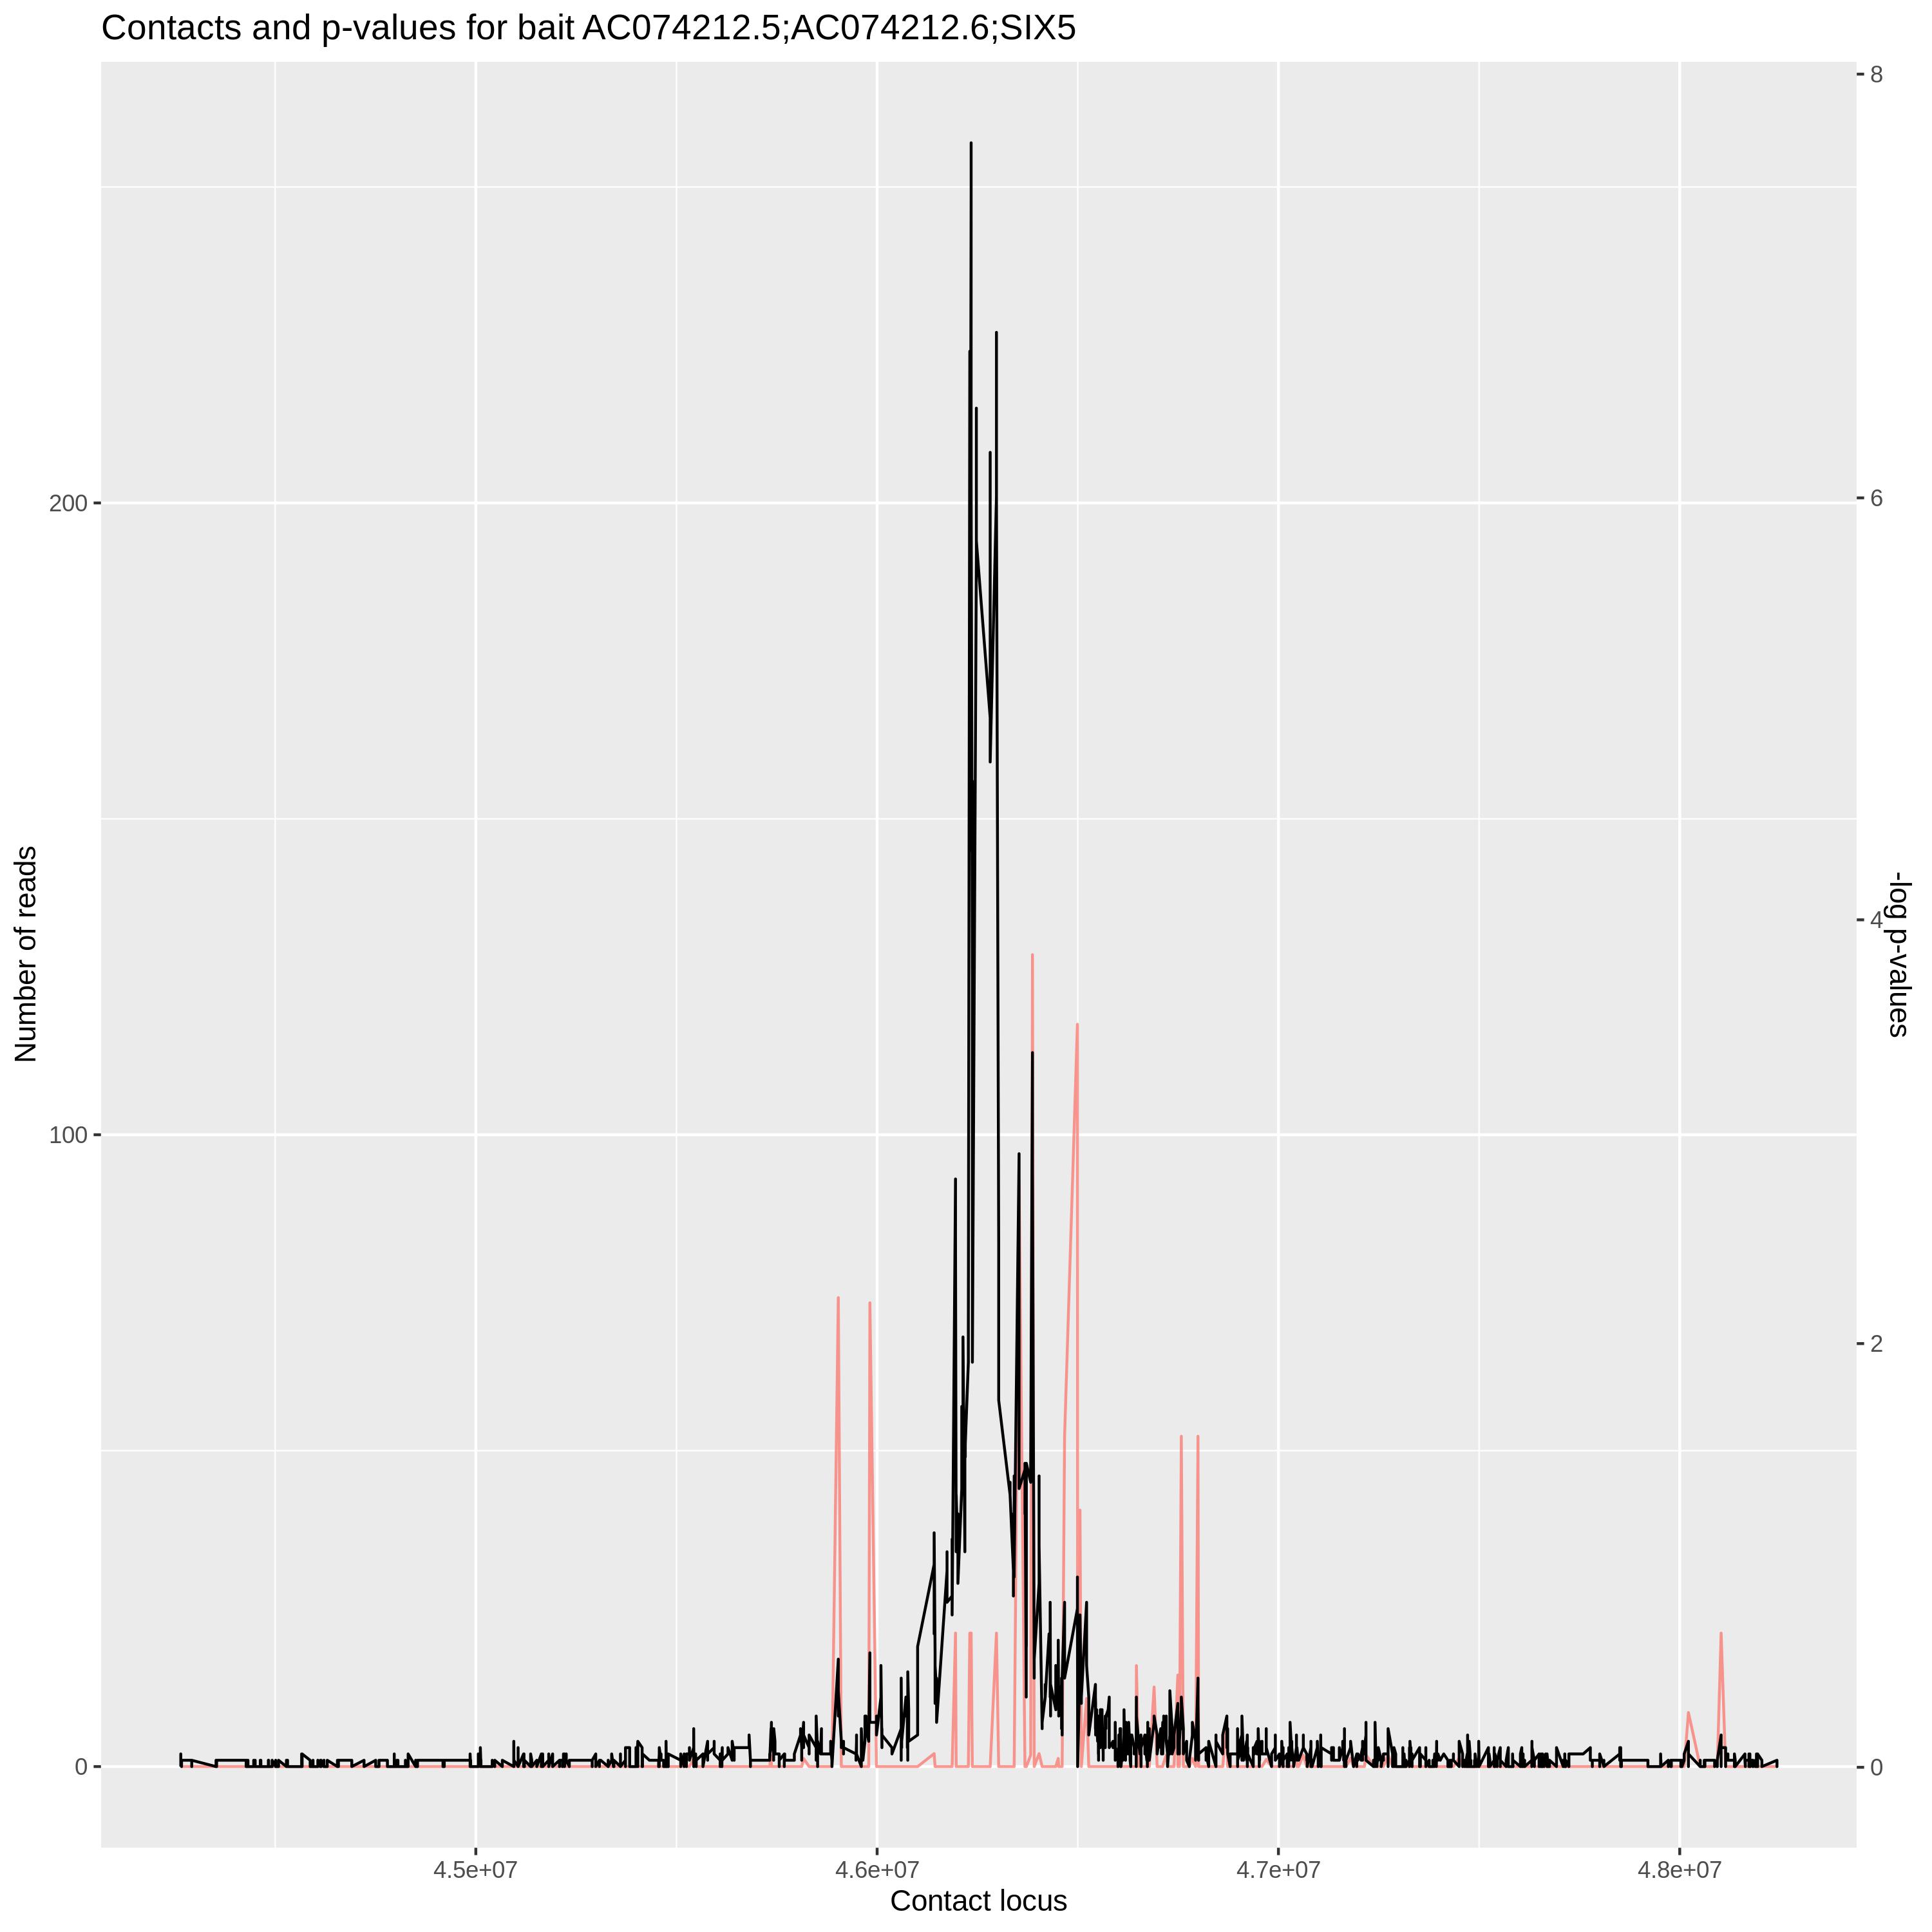 Contacts and p-values for bait AC074212.5;AC074212.6;SIX5
8
6
4
2
0
200
100
0
Number of reads
-log p-values
4.5e+07
4.6e+07
4.7e+07
4.8e+07
Contact locus